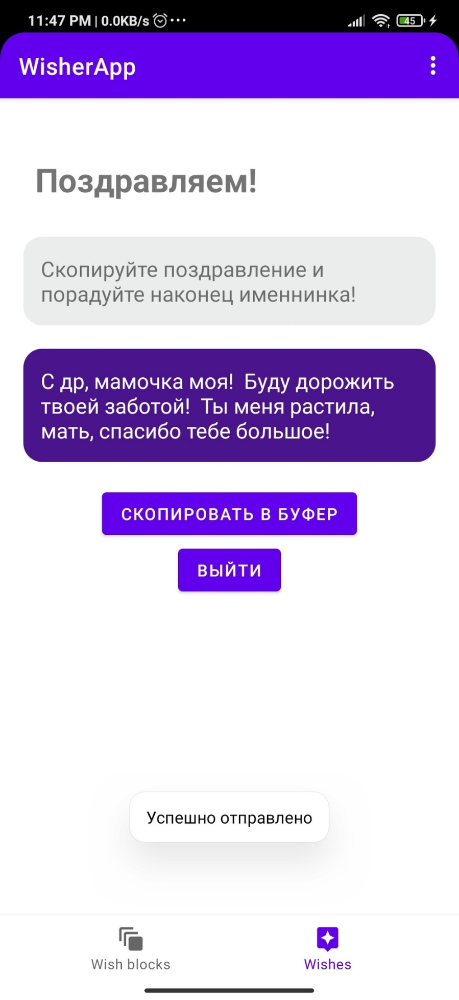 11:47 PM | 0.0KB/s ... 45
WisherApp
Поздравляем!
Скопируйте поздравление и
порадуйте наконец именнинка!
С др, мамочка моя!  Буду дорожить
твоей заботой!  Ты меня растила,
мать, спасибо тебе большое!
СКОПИРОВАТЬ В БУФЕР
ВЫЙТИ
Успешно отправлено
Wish blocks
Wishes